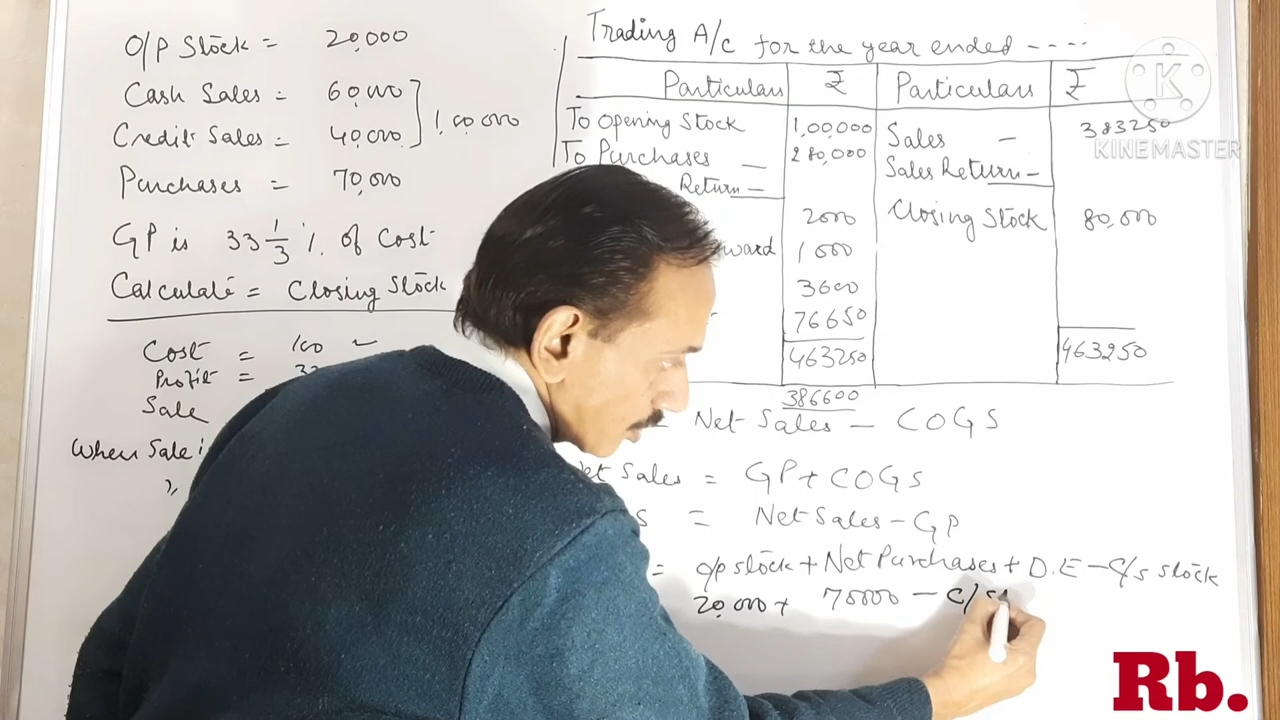 O/P Stock = 20,000
Cash Sales = 60,000
Credit Sales = 40,000
1,00,000
Purchases = 70,000
GP is 33 1/3 % of Cost
Calculate = Closing Stock
Cost = 100
Profit =
Sale
When Sale
Trading A/c for the year ended ----
Particulars ₹ Particulars ₹
To Opening Stock 1,00,000 Sales — 383250
To Purchases — 280,000 Sales Return —
Return —
2000 Closing Stock 80,000
ward 1000
3600
76650
463250 463250
386600
Net Sales — COGS
Net Sales = GP + COGS
= Net Sales - GP
= O/P Stock + Net Purchases + D.E — C/S Stock
20,000 + 70000 — C/S
KINEMASTER
Rb.